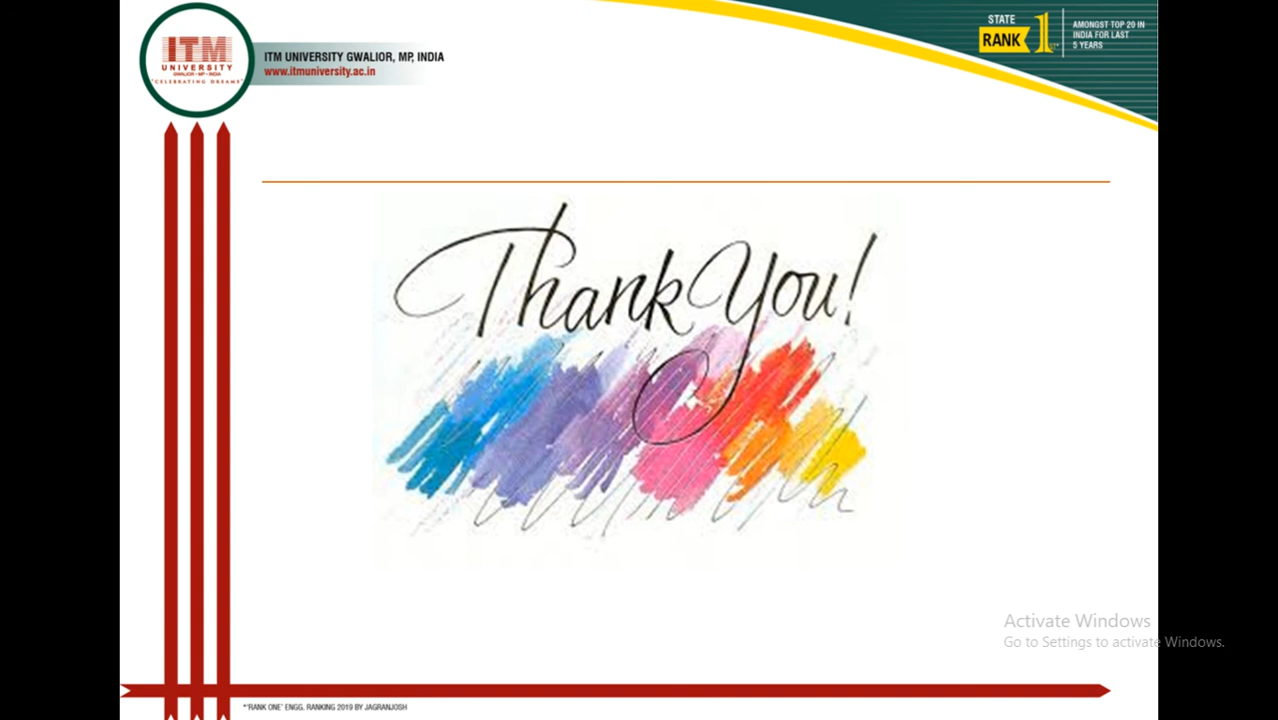 ITM
UNIVERSITY
GWALIOR • MP • INDIA
"CELEBRATING DREAMS"
ITM UNIVERSITY GWALIOR, MP, INDIA
www.itmuniversity.ac.in
STATE
RANK 1ST*
AMONGST TOP 20 IN
INDIA FOR LAST
5 YEARS
Thank You!
Activate Windows
Go to Settings to activate Windows.
*'RANK ONE' ENGG. RANKING 2019 BY JAGRANJOSH